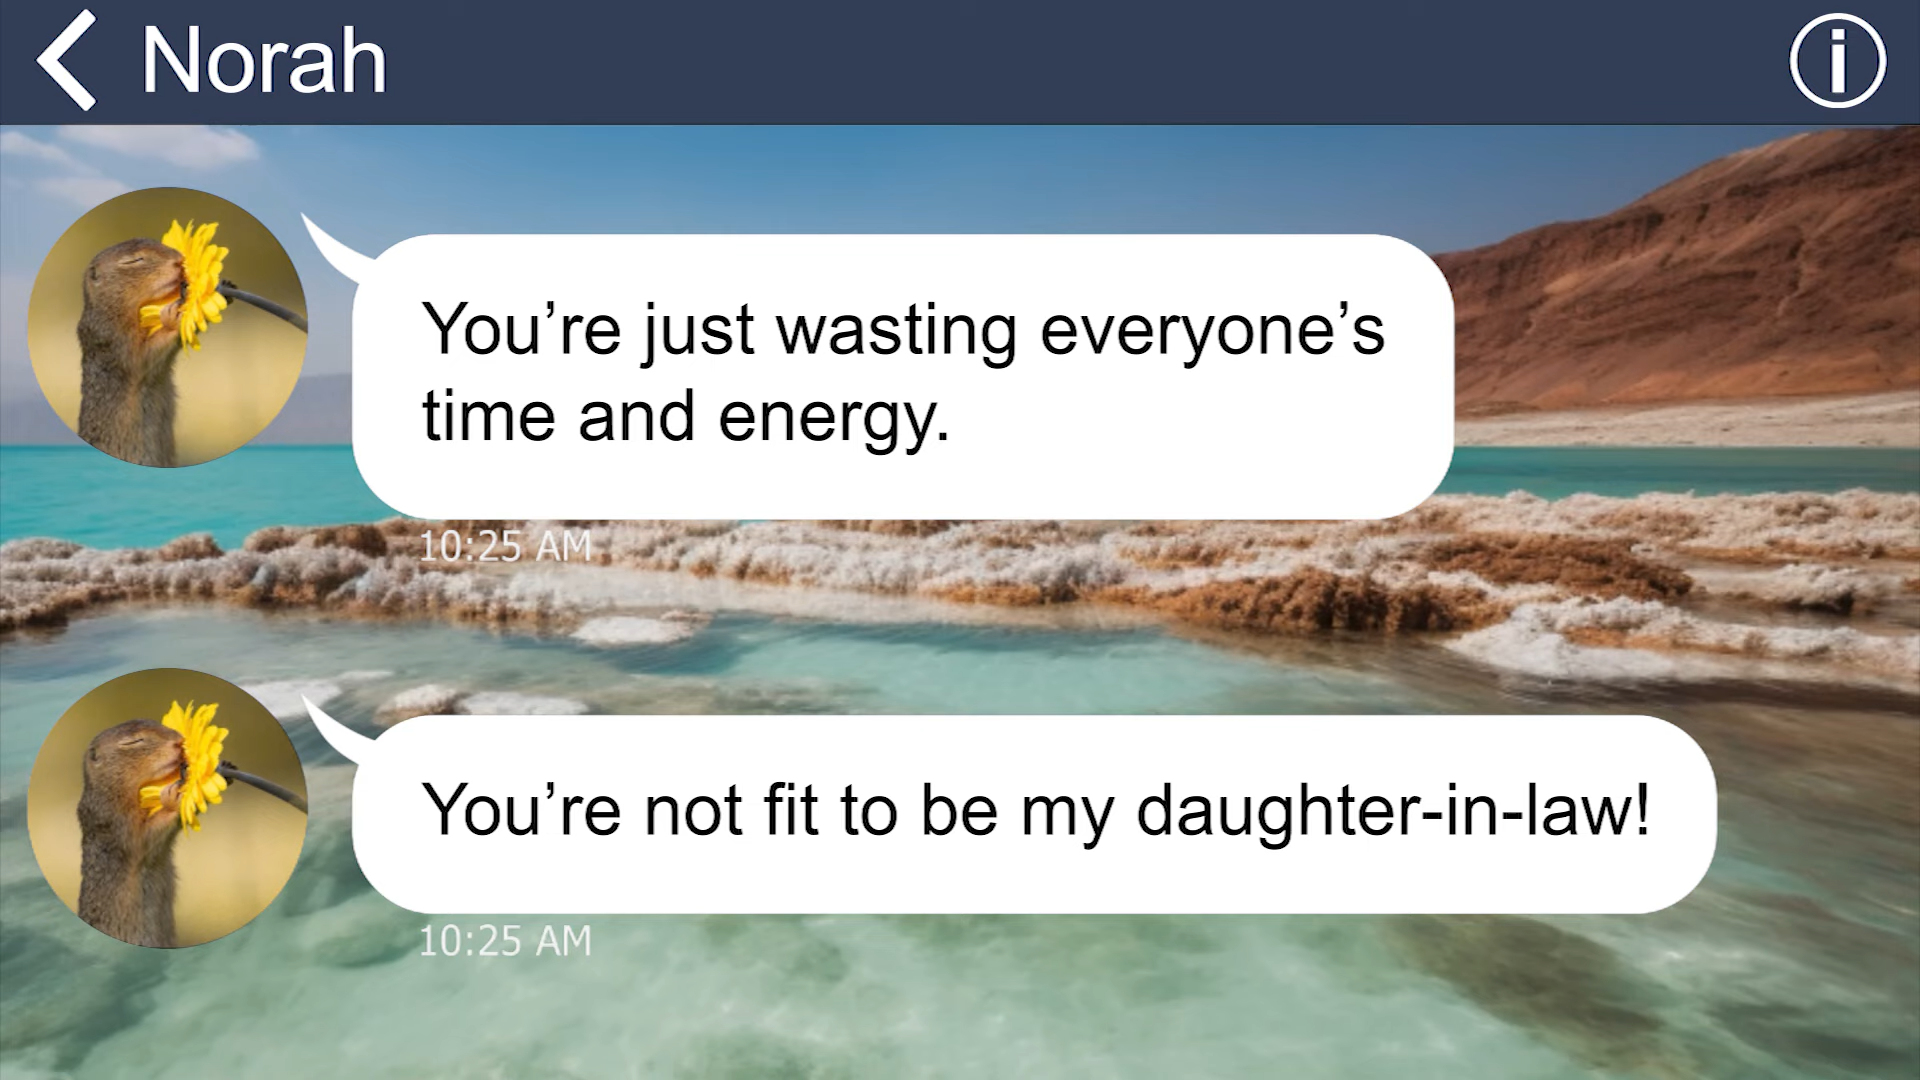 Norah
You’re just wasting everyone’s
time and energy.
10:25 AM
You’re not fit to be my daughter-in-law!
10:25 AM